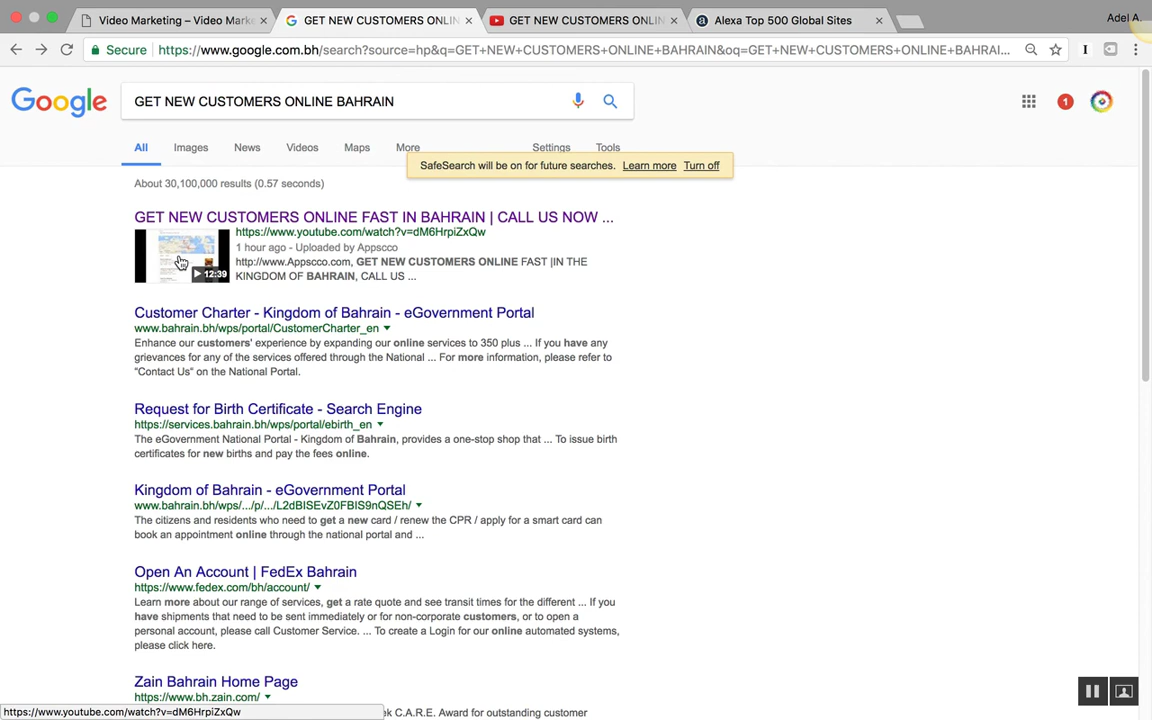 Video Marketing – Video Marke
GET NEW CUSTOMERS ONLIN
GET NEW CUSTOMERS ONLIN
Alexa Top 500 Global Sites
Adel A.
Secure
https://www.google.com.bh/search?source=hp&q=GET+NEW+CUSTOMERS+ONLINE+BAHRAIN&oq=GET+NEW+CUSTOMERS+ONLINE+BAHRAI...
Google
GET NEW CUSTOMERS ONLINE BAHRAIN
1
All Images News Videos Maps More Settings Tools
SafeSearch will be on for future searches. Learn more Turn off
About 30,100,000 results (0.57 seconds)
GET NEW CUSTOMERS ONLINE FAST IN BAHRAIN | CALL US NOW ...
https://www.youtube.com/watch?v=dM6HrpiZxQw
1 hour ago - Uploaded by Appscco
http://www.Appscco.com, GET NEW CUSTOMERS ONLINE FAST |IN THE
KINGDOM OF BAHRAIN, CALL US ...
12:39
Customer Charter - Kingdom of Bahrain - eGovernment Portal
www.bahrain.bh/wps/portal/CustomerCharter_en
Enhance our customers' experience by expanding our online services to 350 plus ... If you have any
grievances for any of the services offered through the National ... For more information, please refer to
"Contact Us" on the National Portal.
Request for Birth Certificate - Search Engine
https://services.bahrain.bh/wps/portal/ebirth_en
The eGovernment National Portal - Kingdom of Bahrain, provides a one-stop shop that ... To issue birth
certificates for new births and pay the fees online.
Kingdom of Bahrain - eGovernment Portal
www.bahrain.bh/wps/.../p/.../L2dBISEvZ0FBIS9nQSEh/
The citizens and residents who need to get a new card / renew the CPR / apply for a smart card can
book an appointment online through the national portal and ...
Open An Account | FedEx Bahrain
https://www.fedex.com/bh/account/
Learn more about our range of services, get a rate quote and see transit times for the different ... If you
have shipments that need to be sent immediately or for non-corporate customers, or to open a
personal account, please call Customer Service. ... To create a Login for our online automated systems,
please click here.
Zain Bahrain Home Page
https://www.bh.zain.com/
https://www.youtube.com/watch?v=dM6HrpiZxQw
ek C.A.R.E. Award for outstanding customer